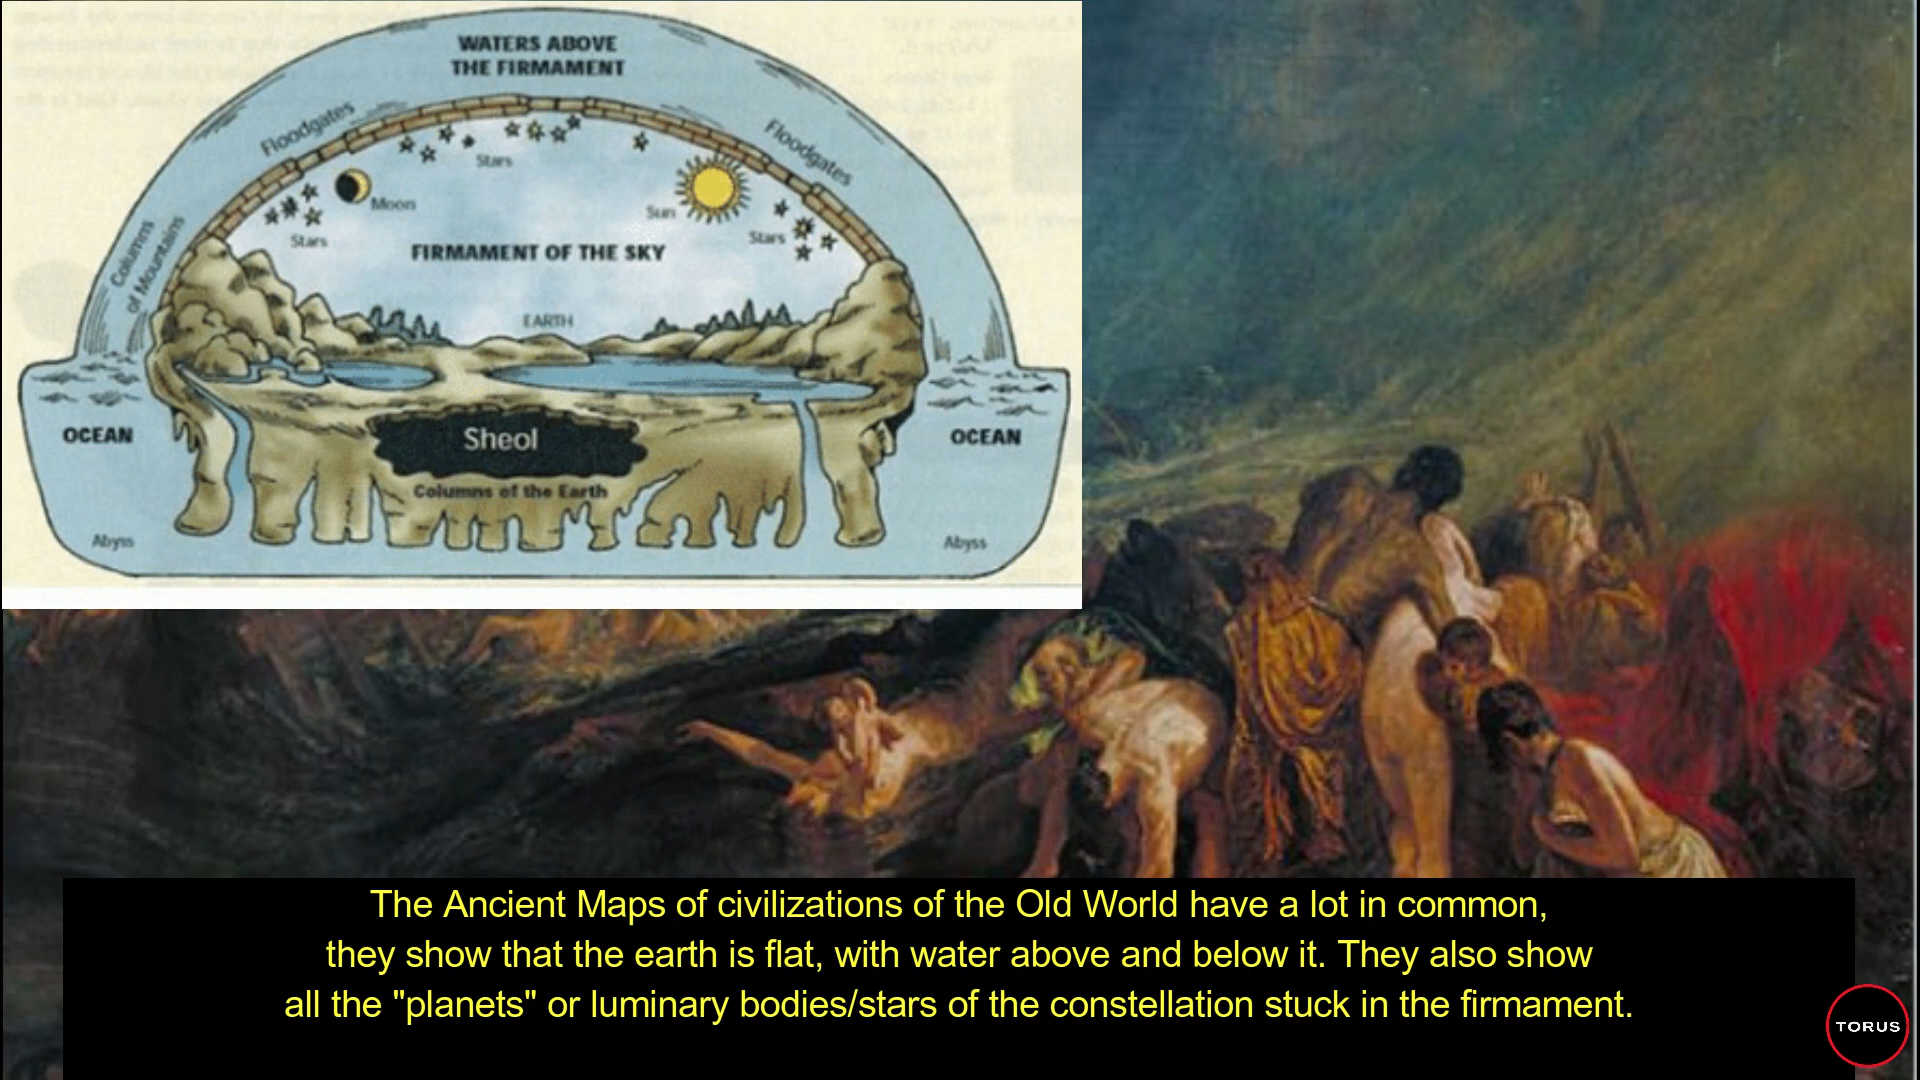 WATERS ABOVE
THE FIRMAMENT
Floodgates
Floodgates
Stars
Moon
Sun
Stars
Stars
Columns
of Mountains
FIRMAMENT OF THE SKY
EARTH
OCEAN
Sheol
OCEAN
Columns of the Earth
Abyss
Abyss
The Ancient Maps of civilizations of the Old World have a lot in common,
they show that the earth is flat, with water above and below it. They also show
all the "planets" or luminary bodies/stars of the constellation stuck in the firmament.
TORUS